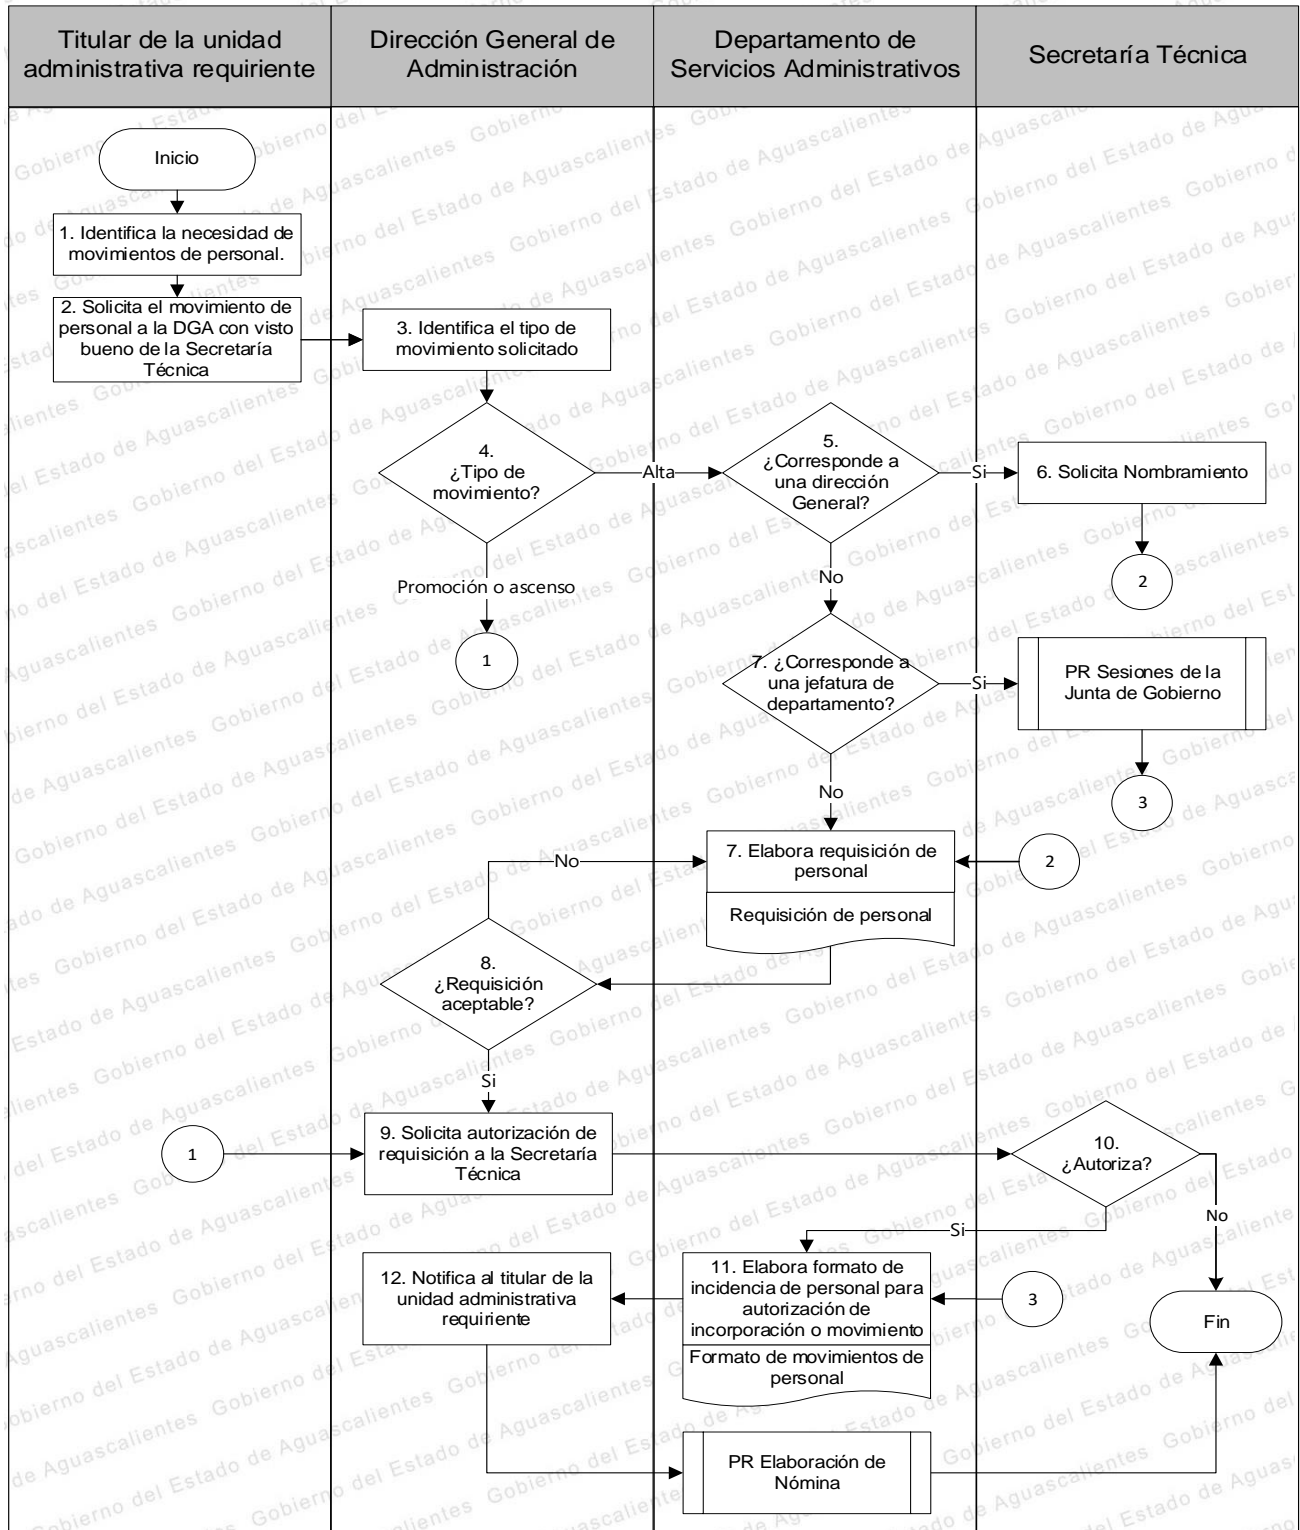 Titular de la unidad
administrativa requiriente
Dirección General de
Administración
Departamento de
Servicios Administrativos
Secretaría Técnica
Inicio
1. Identifica la necesidad de
movimientos de personal.
2. Solicita el movimiento de
personal a la DGA con visto
bueno de la Secretaría
Técnica
3. Identifica el tipo de
movimiento solicitado
4.
¿Tipo de
movimiento?
Alta
5.
¿Corresponde a
una dirección
General?
Si
6. Solicita Nombramiento
2
Promoción o ascenso
1
No
7. ¿Corresponde a
una jefatura de
departamento?
Si
PR Sesiones de la
Junta de Gobierno
3
No
7. Elabora requisición de
personal
Requisición de personal
2
No
8.
¿Requisición
aceptable?
Si
1
9. Solicita autorización de
requisición a la Secretaría
Técnica
10.
¿Autoriza?
Si
No
11. Elabora formato de
incidencia de personal para
autorización de
incorporación o movimiento
Formato de movimientos de
personal
3
12. Notifica al titular de la
unidad administrativa
requiriente
Fin
PR Elaboración de
Nómina
Gobierno del Estado de Aguascalientes